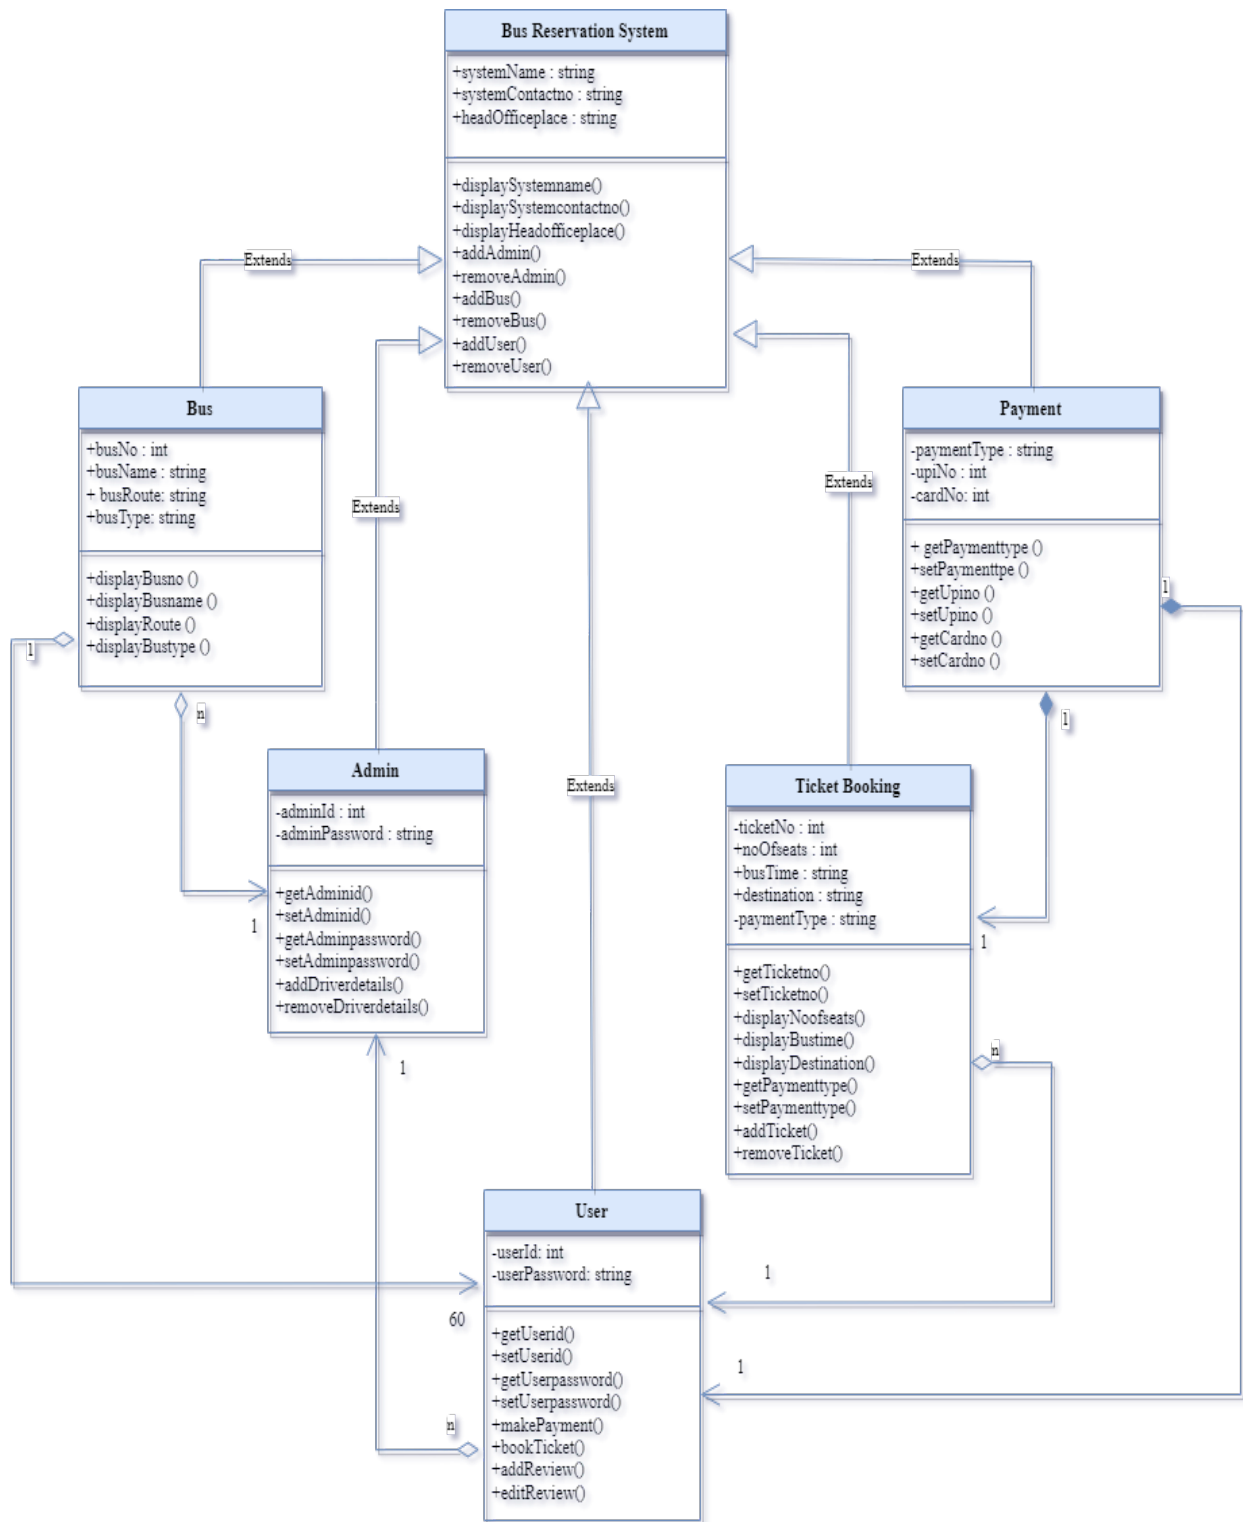 Bus Reservation System
+systemName : string
+systemContactno : string
+headOfficeplace : string
+displaySystemname()
+displaySystemcontactno()
+displayHeadofficeplace()
+addAdmin()
+removeAdmin()
+addBus()
+removeBus()
+addUser()
+removeUser()
Extends
Extends
Extends
Extends
Extends
Bus
+busNo : int
+busName : string
+ busRoute: string
+busType: string
+displayBusno ()
+displayBusname ()
+displayRoute ()
+displayBustype ()
1
n
Payment
-paymentType : string
-upiNo : int
-cardNo: int
+ getPaymenttype ()
+setPaymenttpe ()
+getUpino ()
+setUpino ()
+getCardno ()
+setCardno ()
1
1
Admin
-adminId : int
-adminPassword : string
+getAdminid()
+setAdminid()
+getAdminpassword()
+setAdminpassword()
+addDriverdetails()
+removeDriverdetails()
1
1
Ticket Booking
-ticketNo : int
+noOfseats : int
+busTime : string
+destination : string
-paymentType : string
+getTicketno()
+setTicketno()
+displayNoofseats()
+displayBustime()
+displayDestination()
+getPaymenttype()
+setPaymenttype()
+addTicket()
+removeTicket()
1
n
User
-userId: int
-userPassword: string
+getUserid()
+setUserid()
+getUserpassword()
+setUserpassword()
+makePayment()
+bookTicket()
+addReview()
+editReview()
60
n
1
1